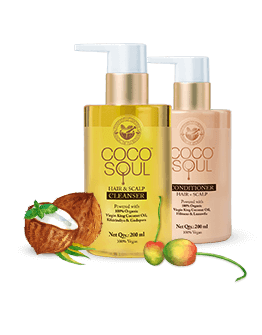 COCO
SOUL
HAIR & SCALP
CLEANSER
Powered with
100% Organic
Virgin King Coconut Oil,
Net Qty.: 200 ml
100% Vegan
COCO
SOUL
CONDITIONER
HAIR + SCALP
Powered with
100% Organic
Virgin King Coconut Oil,
Net Qty.: 200 ml
100% Vegan